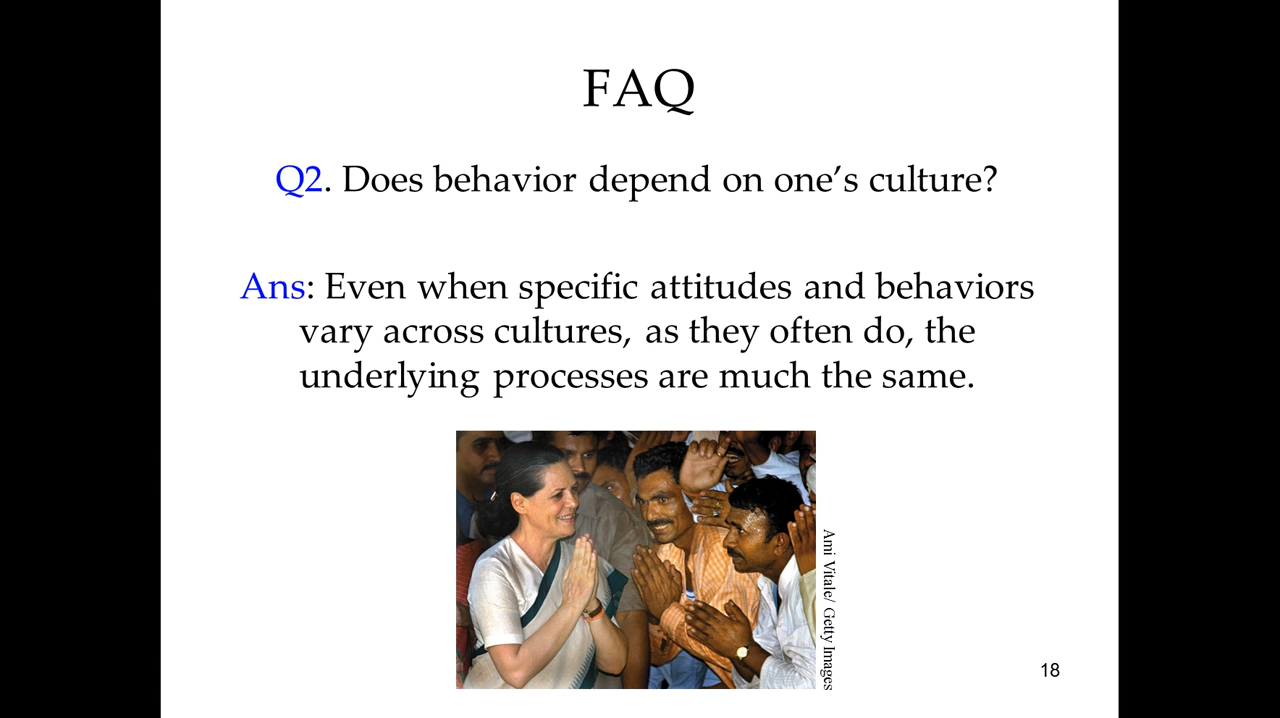 FAQ
Q2. Does behavior depend on one’s culture?
Ans: Even when specific attitudes and behaviors
vary across cultures, as they often do, the
underlying processes are much the same.
Ami Vitale/ Getty Images
18